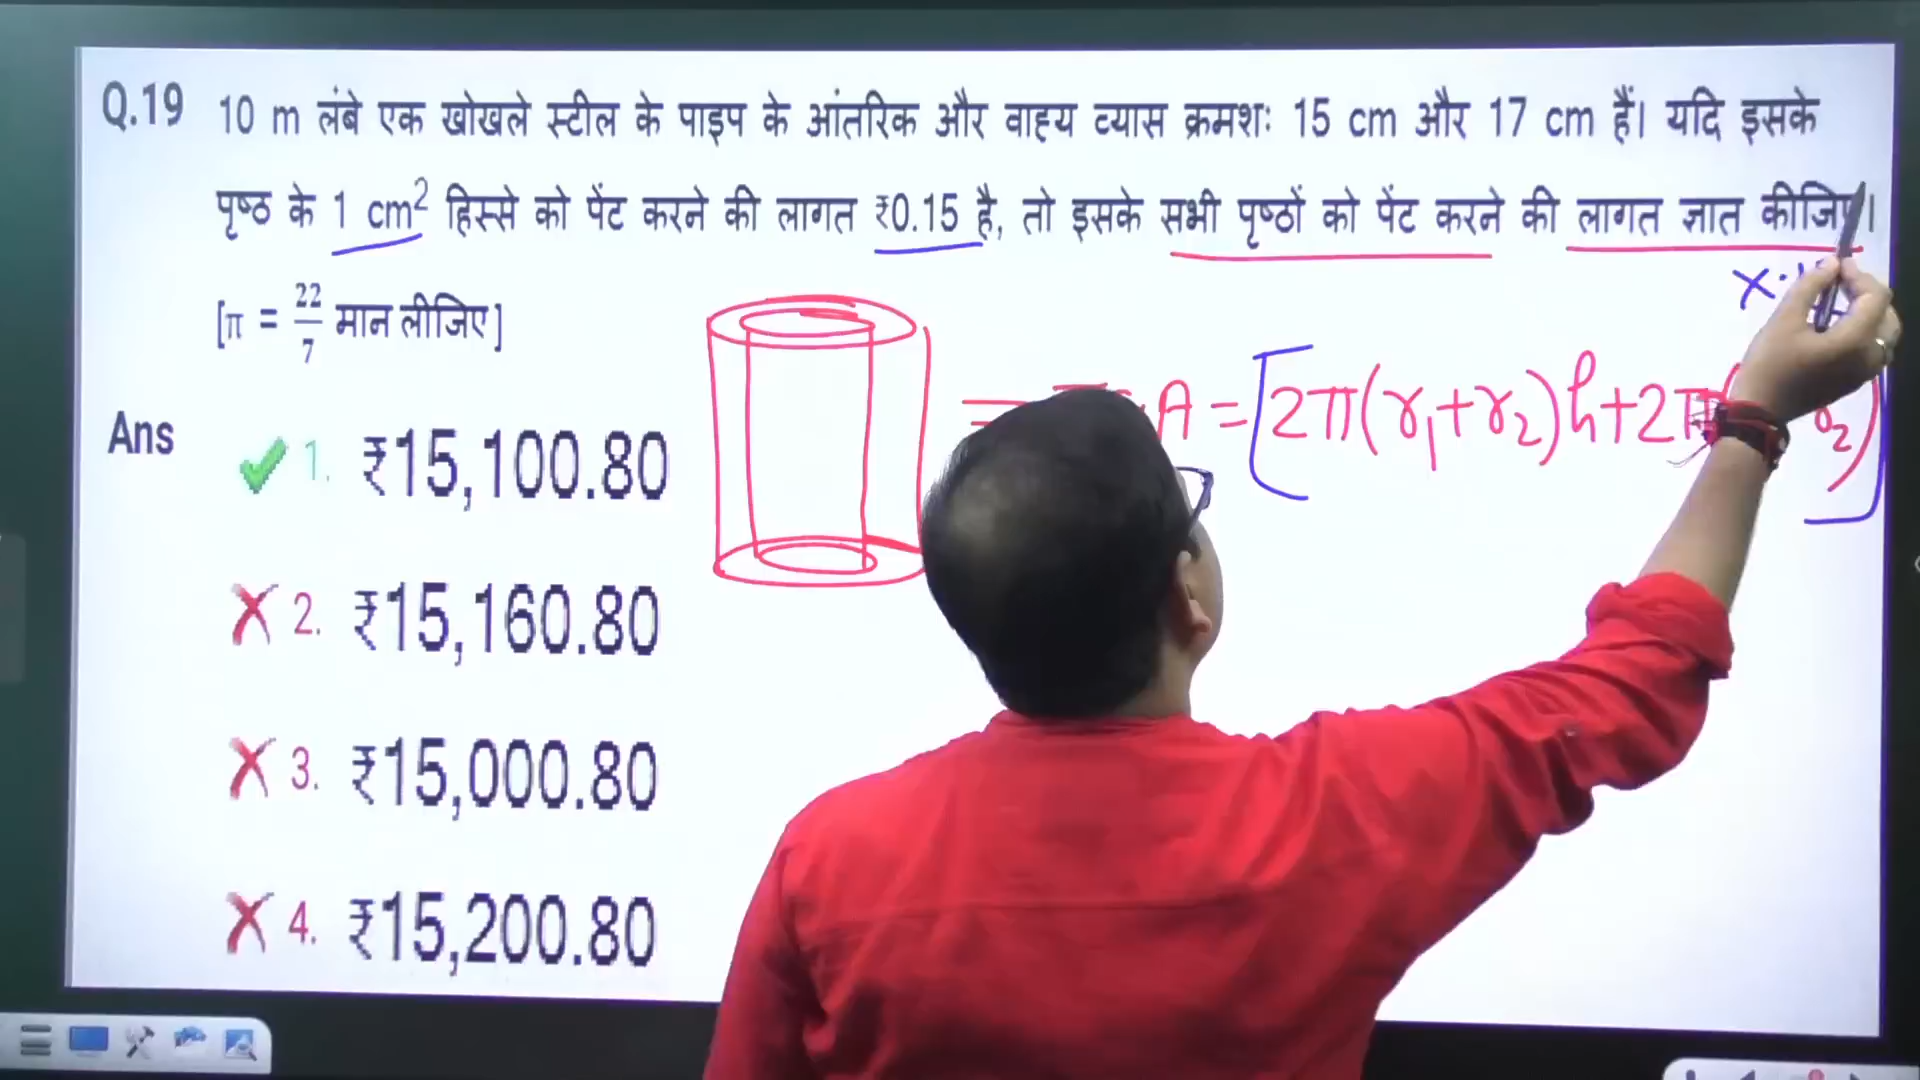 Q.19 10 m लंबे एक खोखले स्टील के पाइप के आंतरिक और वाह्य व्यास क्रमशः 15 cm और 17 cm हैं। यदि इसके
पृष्ठ के 1 cm² हिस्से को पेंट करने की लागत ₹0.15 है, तो इसके सभी पृष्ठों को पेंट करने की लागत ज्ञात कीजिए।
[π = 22/7 मान लीजिए]
Ans
1. ₹15,100.80
2. ₹15,160.80
3. ₹15,000.80
4. ₹15,200.80
A = [2π(r₁+r₂)h+2π( )]